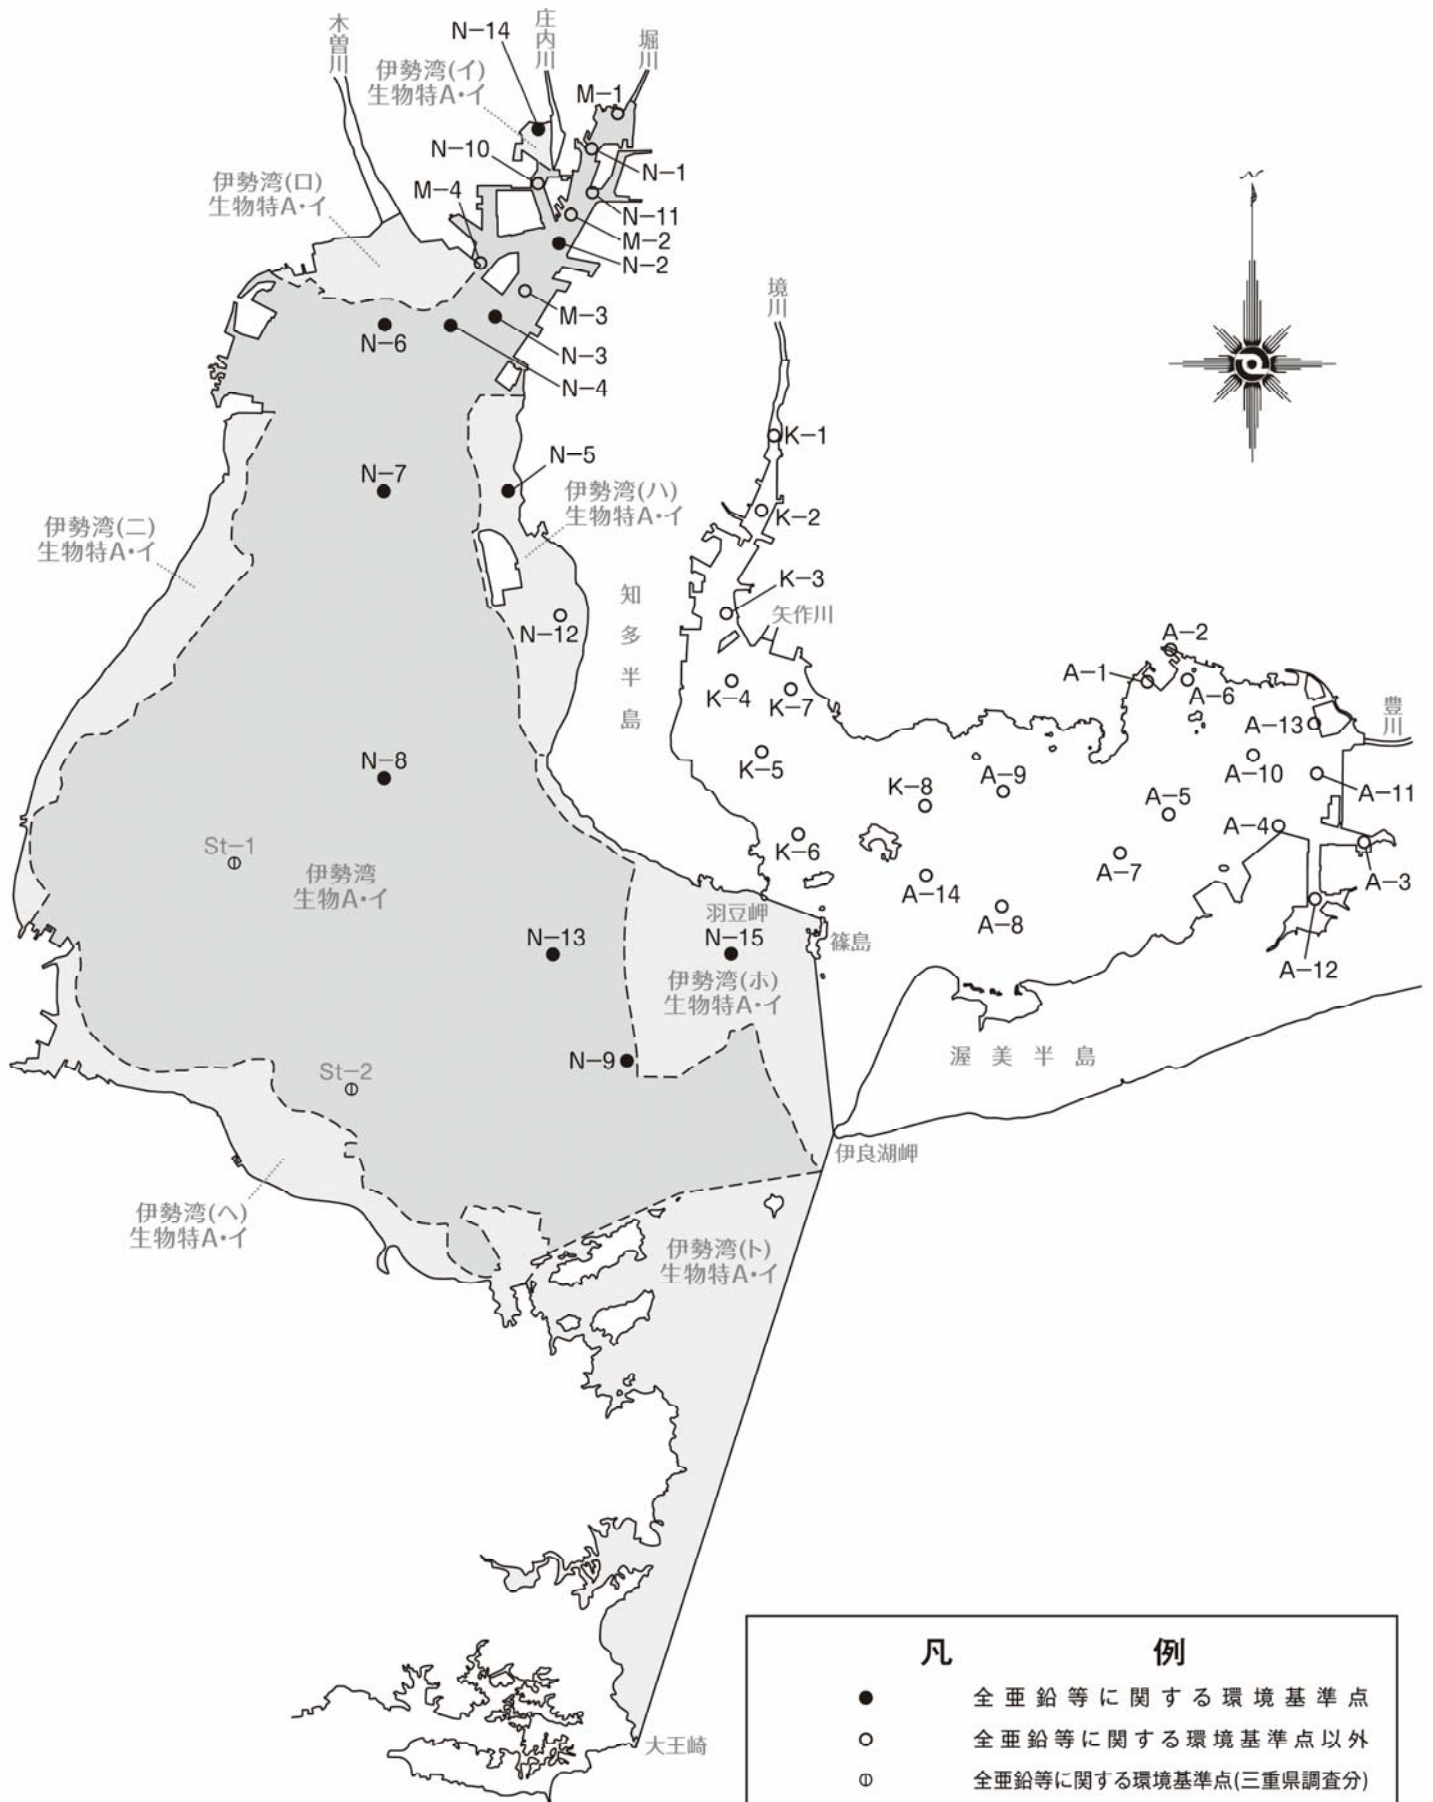 木曽川
庄内川
堀川
N-14
伊勢湾(イ)
生物特A・イ
M-1
N-10
N-1
M-4
伊勢湾(ロ)
生物特A・イ
N-11
M-2
N-2
境川
M-3
N-6
N-3
N-4
K-1
N-5
N-7
伊勢湾(ハ)
生物特A・イ
K-2
伊勢湾(ニ)
生物特A・イ
K-3
知多半島
矢作川
N-12
A-2
A-1
K-4
K-7
A-6
豊川
A-13
N-8
K-5
A-9
K-8
A-10
A-11
A-5
St-1
A-4
K-6
A-7
伊勢湾
生物A・イ
A-14
A-3
羽豆岬
A-8
N-13
N-15
篠島
A-12
伊勢湾(ホ)
生物特A・イ
渥美半島
N-9
St-2
伊良湖岬
伊勢湾(ヘ)
生物特A・イ
伊勢湾(ト)
生物特A・イ
大王崎
凡例
● 全亜鉛等に関する環境基準点
○ 全亜鉛等に関する環境基準点以外
⦶ 全亜鉛等に関する環境基準点(三重県調査分)